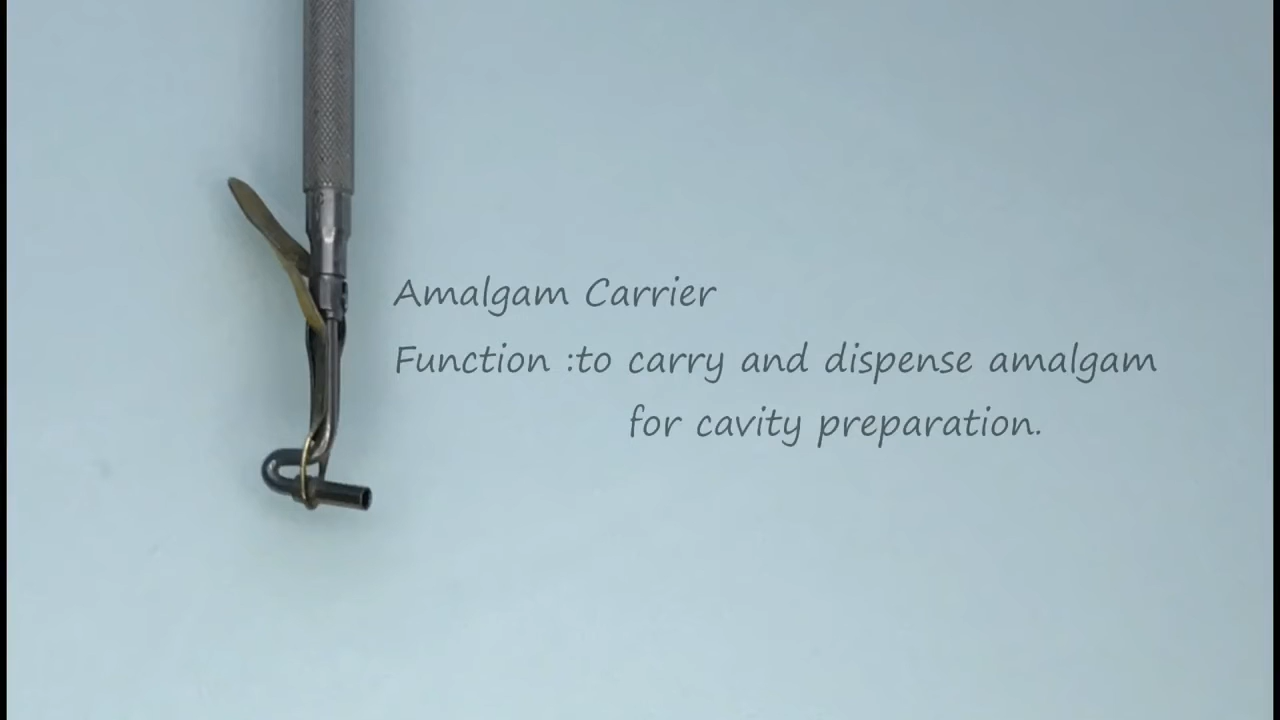 Amalgam Carrier
Function :to carry and dispense amalgam
for cavity preparation.